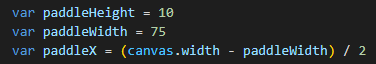 var paddleHeight = 10
var paddleWidth = 75
var paddleX = (canvas.width - paddleWidth) / 2